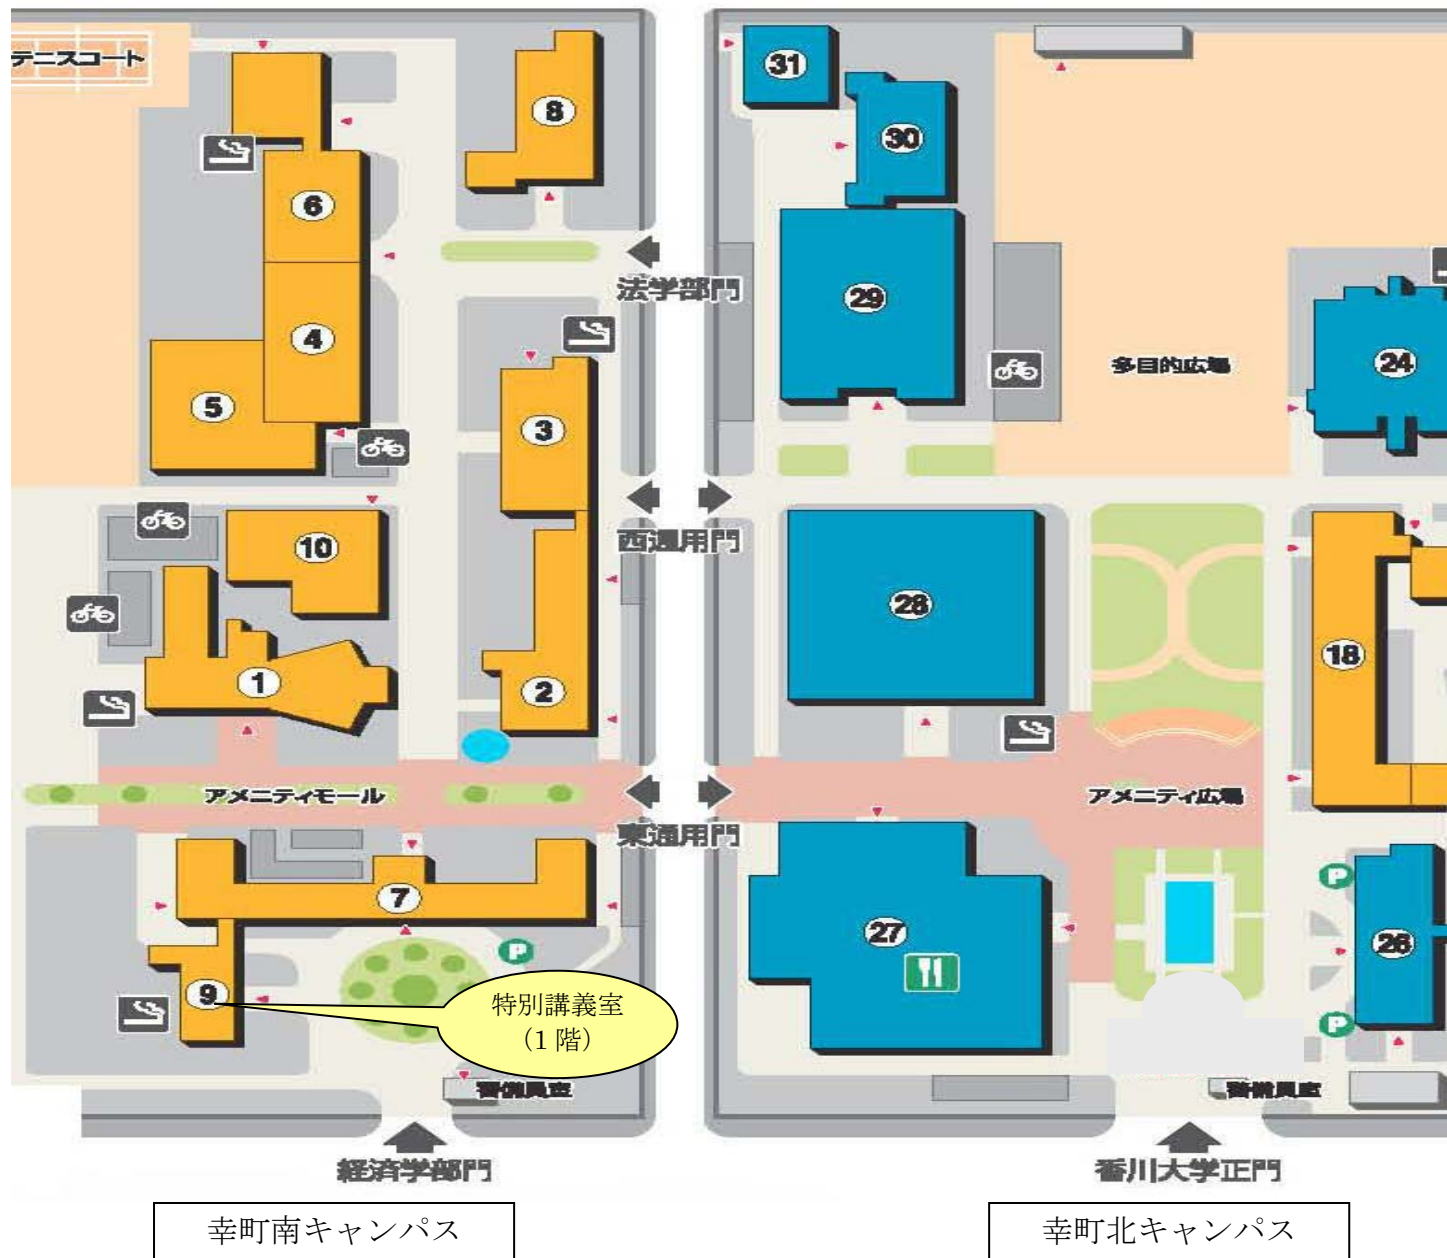 テニスコート
8
31
30
6
法学部門
29
4
多目的広場
24
5
3
10
西通用門
28
1
2
18
アメニティモール
アメニティ広場
東通用門
7
P
P
27
26
9
特別講義室
（1 階）
P
警備員室
警備員室
経済学部門
香川大学正門
幸町南キャンパス
幸町北キャンパス